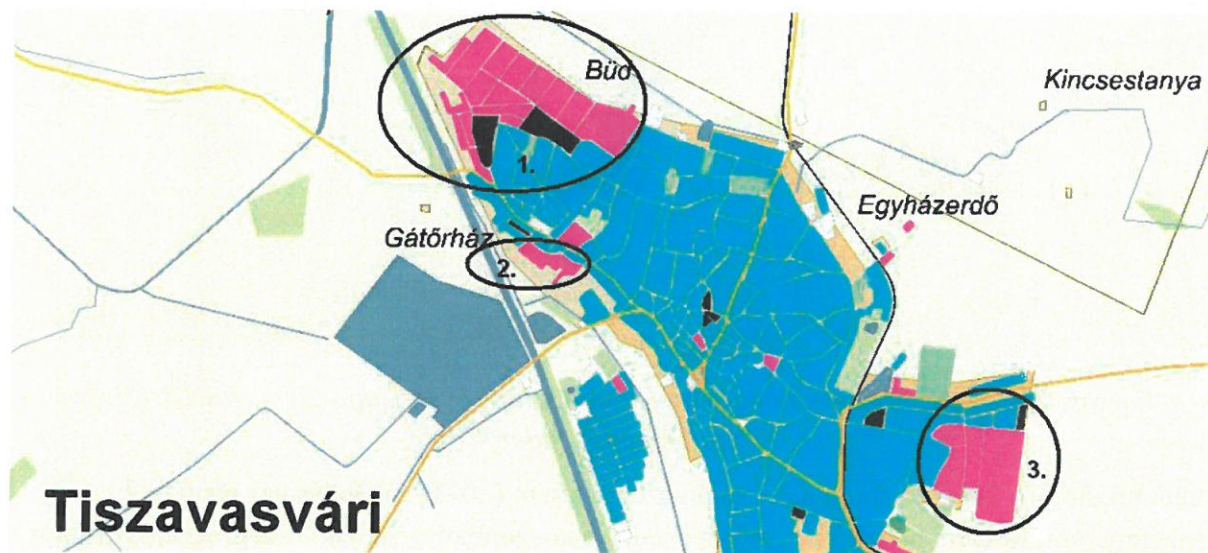 Büd
Kincsestanya
1.
Egyházerdő
Gátőrház
2.
3.
Tiszavasvári